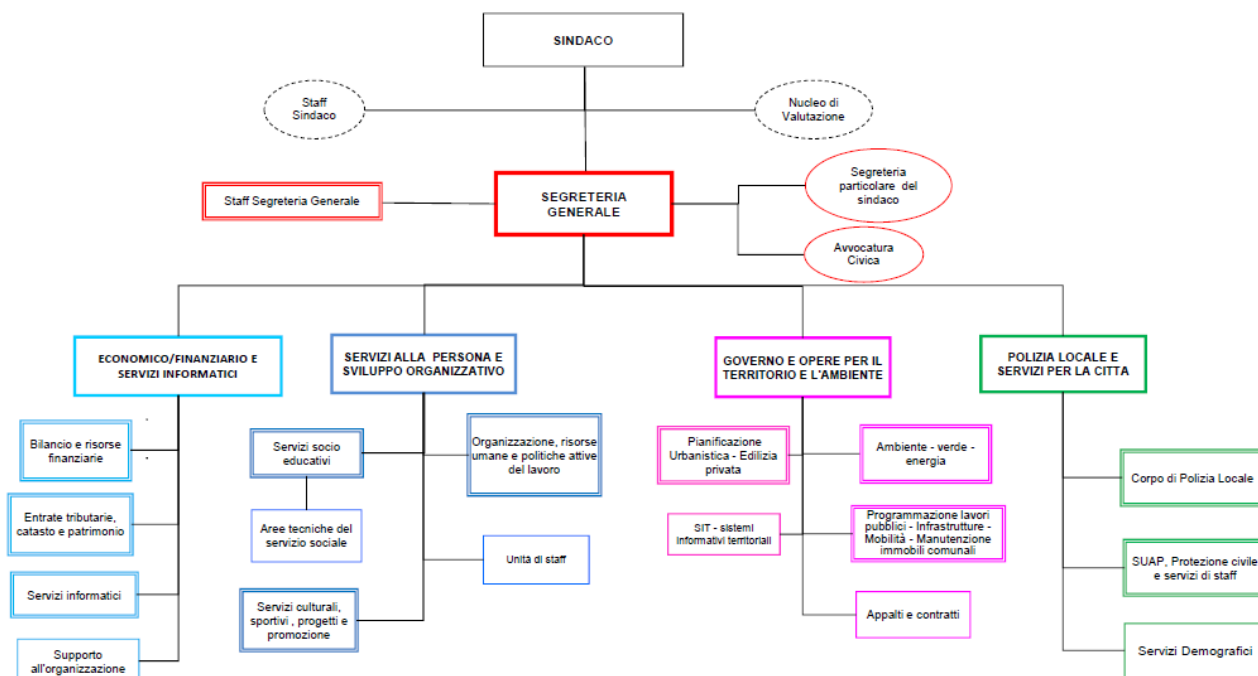 SINDACO
Staff
Sindaco
Nucleo di
Valutazione
SEGRETERIA
GENERALE
Staff Segreteria Generale
Segreteria
particolare del
sindaco
Avvocatura
Civica
ECONOMICO/FINANZIARIO E
SERVIZI INFORMATICI
SERVIZI ALLA PERSONA E
SVILUPPO ORGANIZZATIVO
GOVERNO E OPERE PER IL
TERRITORIO E L'AMBIENTE
POLIZIA LOCALE E
SERVIZI PER LA CITTA
Bilancio e risorse
finanziarie
Entrate tributarie,
catasto e patrimonio
Servizi informatici
Supporto
all'organizzazione
Servizi socio
educativi
Aree tecniche del
servizio sociale
Servizi culturali,
sportivi , progetti e
promozione
Organizzazione, risorse
umane e politiche attive
del lavoro
Unità di staff
Pianificazione
Urbanistica - Edilizia
privata
SIT - sistemi
informativi territoriali
Ambiente - verde -
energia
Programmazione lavori
pubblici - Infrastrutture -
Mobilità - Manutenzione
immobili comunali
Appalti e contratti
Corpo di Polizia Locale
SUAP, Protezione civile
e servizi di staff
Servizi Demografici